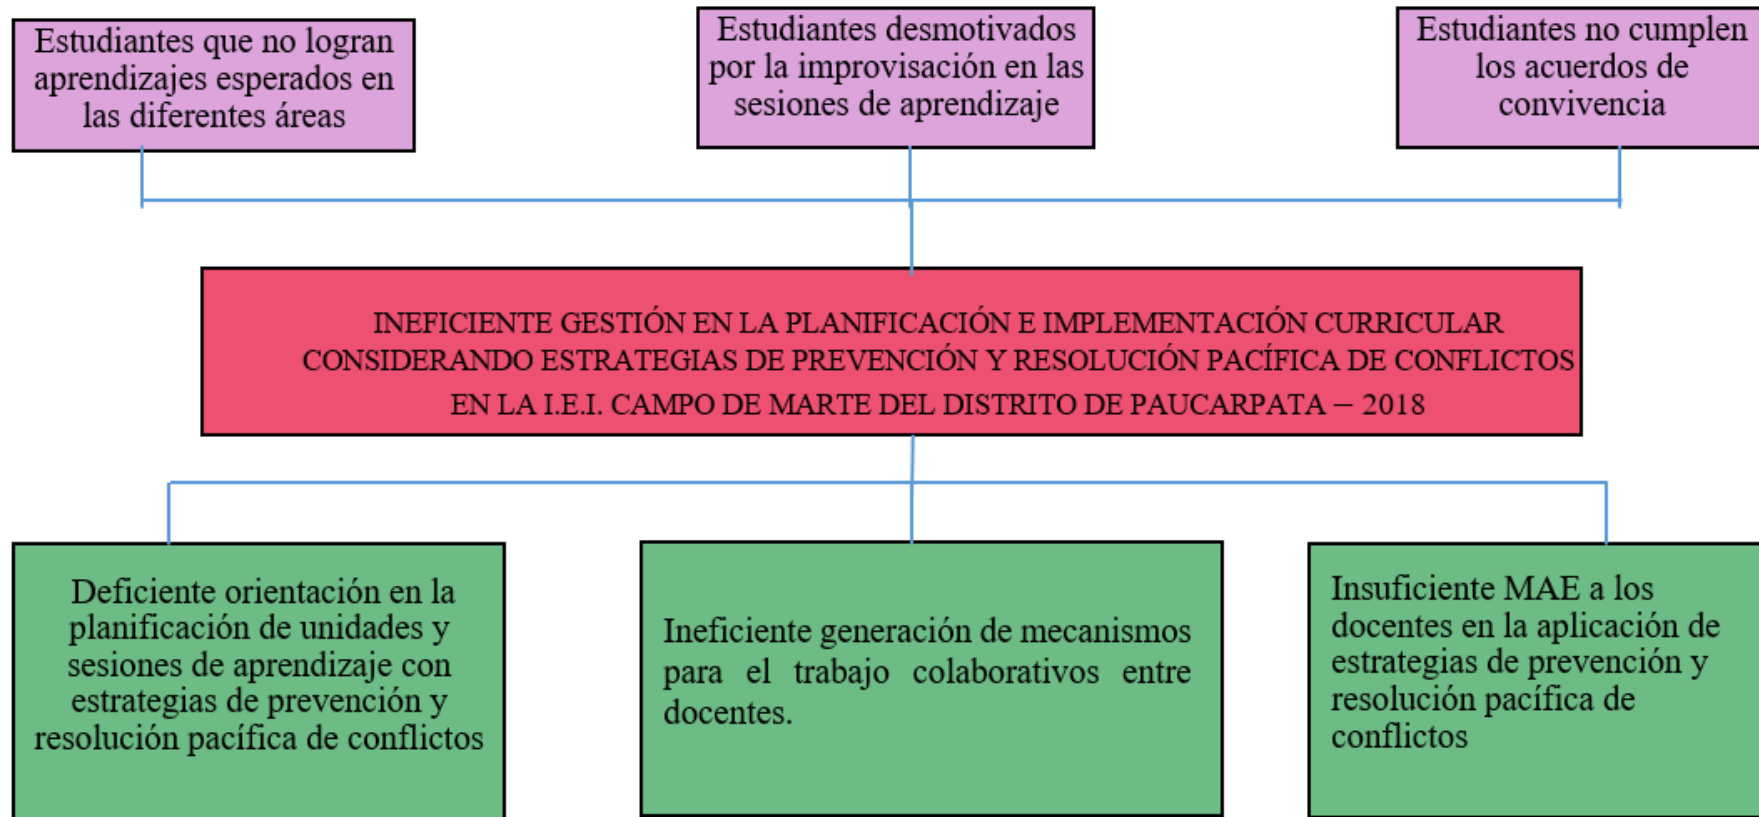 Estudiantes que no logran
aprendizajes esperados en
las diferentes áreas
Estudiantes desmotivados
por la improvisación en las
sesiones de aprendizaje
Estudiantes no cumplen
los acuerdos de
convivencia
INEFICIENTE GESTIÓN EN LA PLANIFICACIÓN E IMPLEMENTACIÓN CURRICULAR
CONSIDERANDO ESTRATEGIAS DE PREVENCIÓN Y RESOLUCIÓN PACÍFICA DE CONFLICTOS
EN LA I.E.I. CAMPO DE MARTE DEL DISTRITO DE PAUCARPATA – 2018
Deficiente orientación en la
planificación de unidades y
sesiones de aprendizaje con
estrategias de prevención y
resolución pacífica de conflictos
Ineficiente generación de mecanismos
para el trabajo colaborativos entre
docentes.
Insuficiente MAE a los
docentes en la aplicación de
estrategias de prevención y
resolución pacífica de
conflictos